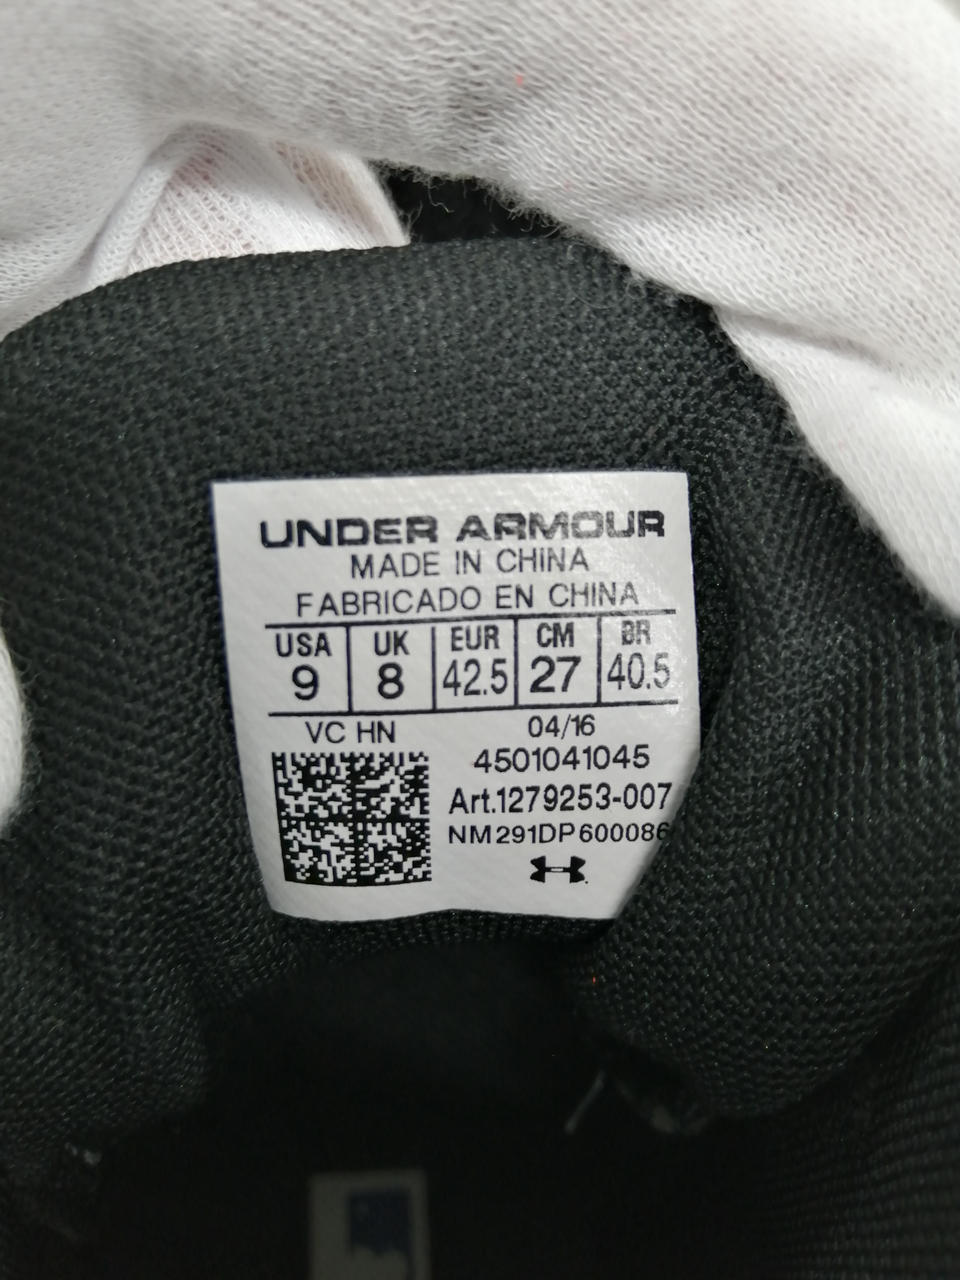 UNDER ARMOUR
MADE IN CHINA
FABRICADO EN CHINA
USA UK EUR CM BR
9 8 42.5 27 40.5
VC HN 04/16
4501041045
Art.1279253-007
NM291DP600086